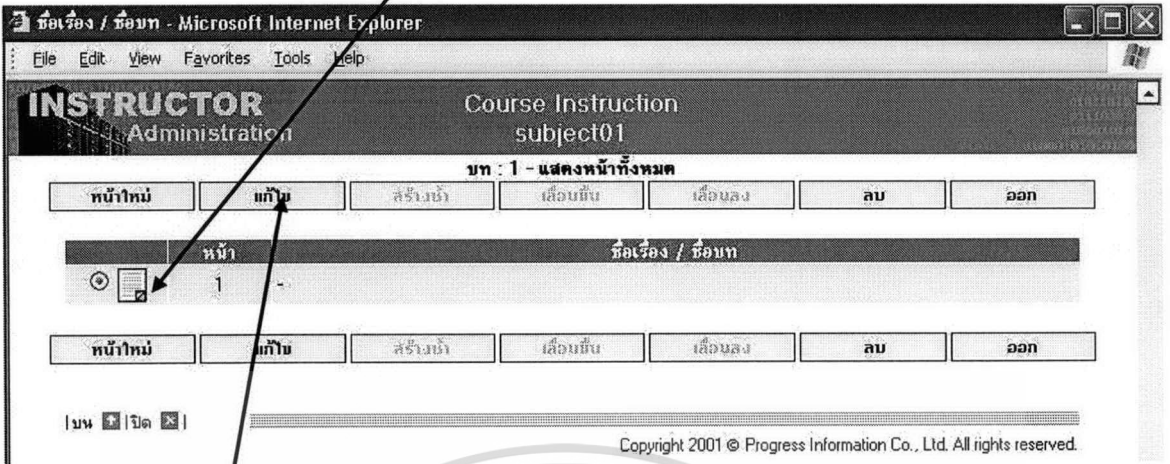 ชื่อเรื่อง / ชื่อบท - Microsoft Internet Explorer
File Edit View Favorites Tools Help
INSTRUCTOR Course Instruction
Administration subject01
บท : 1 - แสดงหน้าทั้งหมด
หน้าใหม่ แก้ไข สร้างซ้ำ เลื่อนขึ้น เลื่อนลง ลบ ออก
หน้า ชื่อเรื่อง / ชื่อบท
1 -
หน้าใหม่ แก้ไข สร้างซ้ำ เลื่อนขึ้น เลื่อนลง ลบ ออก
|บน |ปิด |
Copyright 2001 © Progress Information Co., Ltd. All rights reserved.